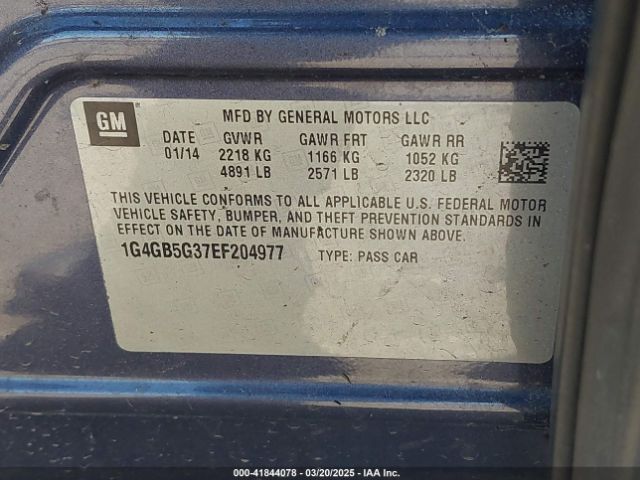 GM
MFD BY GENERAL MOTORS LLC
DATE GVWR GAWR FRT GAWR RR
01/14 2218 KG 1166 KG 1052 KG
4891 LB 2571 LB 2320 LB
THIS VEHICLE CONFORMS TO ALL APPLICABLE U.S. FEDERAL MOTOR
VEHICLE SAFETY, BUMPER, AND THEFT PREVENTION STANDARDS IN
EFFECT ON THE DATE OF MANUFACTURE SHOWN ABOVE.
1G4GB5G37EF204977 TYPE: PASS CAR
000-41844078 - 03/20/2025 - IAA Inc.